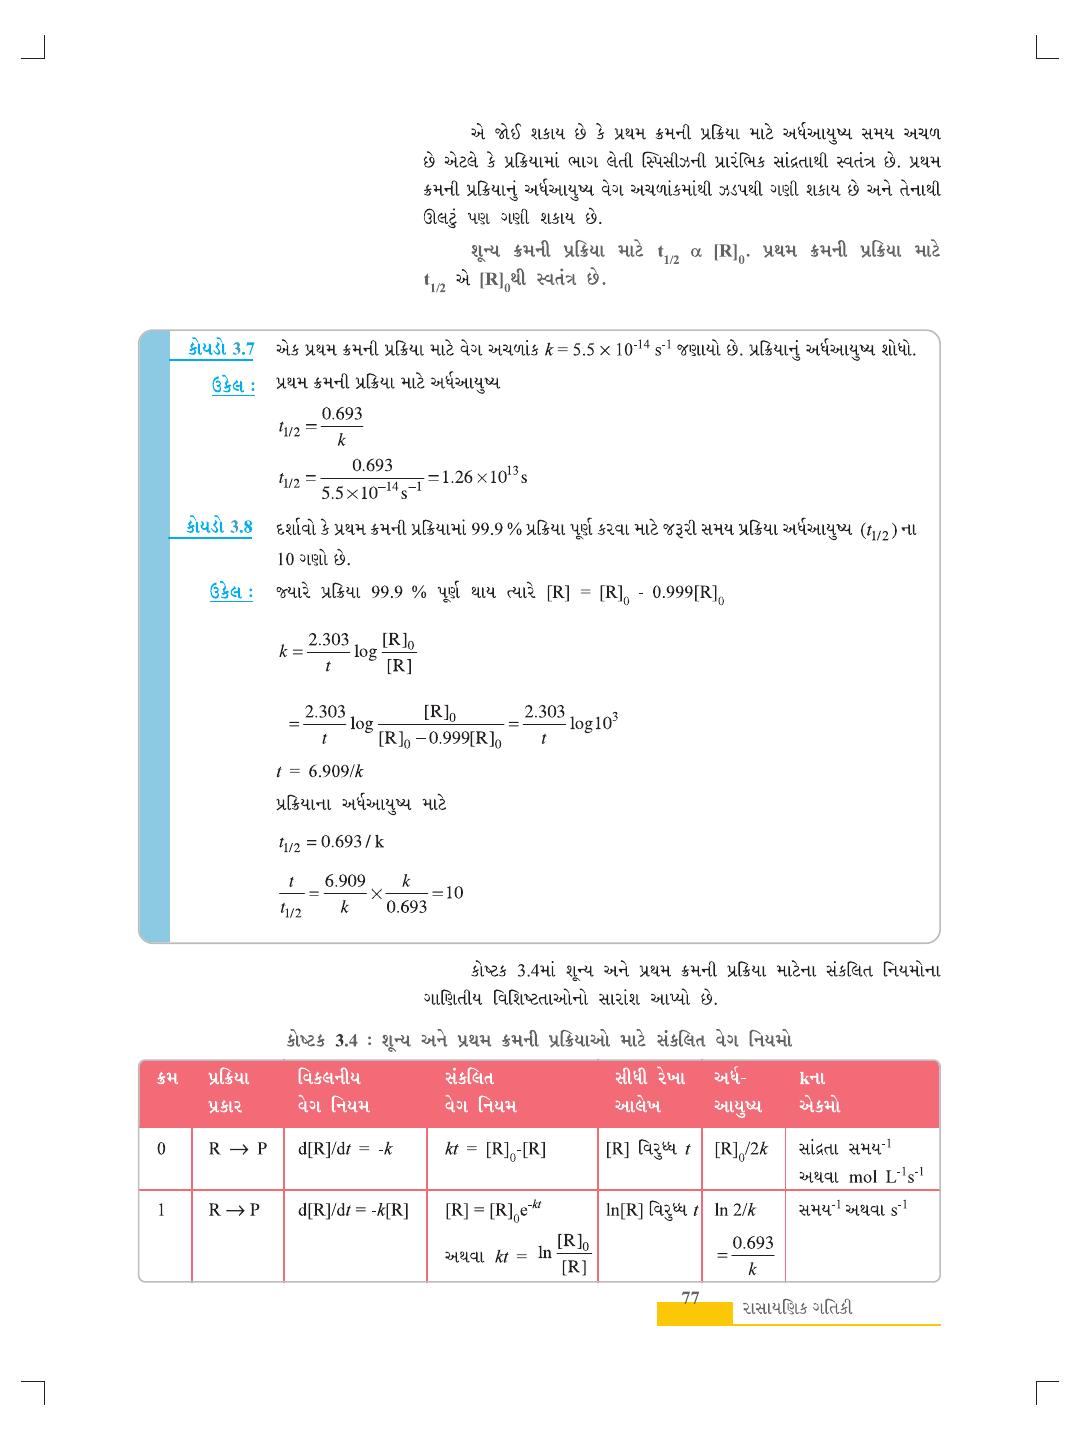 એ જોઈ શકાય છે કે પ્રથમ ક્રમની પ્રક્રિયા માટે અર્ધઆયુષ્ય સમય અચળ
છે એટલે કે પ્રક્રિયામાં ભાગ લેતી સ્પિસીઝની પ્રારંભિક સાંદ્રતાથી સ્વતંત્ર છે. પ્રથમ
ક્રમની પ્રક્રિયાનું અર્ધઆયુષ્ય વેગ અચળાંકમાંથી ઝડપથી ગણી શકાય છે અને તેનાથી
ઊલટું પણ ગણી શકાય છે.
શૂન્ય ક્રમની પ્રક્રિયા માટે t₁/₂ α [R]₀. પ્રથમ ક્રમની પ્રક્રિયા માટે
t₁/₂ એ [R]₀થી સ્વતંત્ર છે.
કોયડો 3.7 એક પ્રથમ ક્રમની પ્રક્રિયા માટે વેગ અચળાંક k = 5.5 × 10⁻¹⁴ s⁻¹ જણાયો છે. પ્રક્રિયાનું અર્ધઆયુષ્ય શોધો.
ઉકેલ : પ્રથમ ક્રમની પ્રક્રિયા માટે અર્ધઆયુષ્ય
t₁/₂ = 0.693/k
t₁/₂ = 0.693/(5.5×10⁻¹⁴ s⁻¹) = 1.26 × 10¹³ s
કોયડો 3.8 દર્શાવો કે પ્રથમ ક્રમની પ્રક્રિયામાં 99.9 % પ્રક્રિયા પૂર્ણ કરવા માટે જરૂરી સમય પ્રક્રિયા અર્ધઆયુષ્ય (t₁/₂) ના
10 ગણો છે.
ઉકેલ : જ્યારે પ્રક્રિયા 99.9 % પૂર્ણ થાય ત્યારે [R] = [R]₀ - 0.999[R]₀
k = 2.303/t log [R]₀/[R]
= 2.303/t log [R]₀/([R]₀ − 0.999[R]₀) = 2.303/t log10³
t = 6.909/k
પ્રક્રિયાના અર્ધઆયુષ્ય માટે
t₁/₂ = 0.693 / k
t/t₁/₂ = 6.909/k × k/0.693 = 10
કોષ્ટક 3.4માં શૂન્ય અને પ્રથમ ક્રમની પ્રક્રિયા માટેના સંકલિત નિયમોના
ગાણિતીય વિશિષ્ટતાઓનો સારાંશ આપ્યો છે.
કોષ્ટક 3.4 : શૂન્ય અને પ્રથમ ક્રમની પ્રક્રિયાઓ માટે સંકલિત વેગ નિયમો
ક્રમ પ્રક્રિયા વિકલનીય સંકલિત સીધી રેખા અર્ધ- kના
પ્રકાર વેગ નિયમ વેગ નિયમ આલેખ આયુષ્ય એકમો
0 R → P d[R]/dt = -k kt = [R]₀-[R] [R] વિરુધ્ધ t [R]₀/2k સાંદ્રતા સમય⁻¹
અથવા mol L⁻¹s⁻¹
1 R → P d[R]/dt = -k[R] [R] = [R]₀e⁻ᵏᵗ ln[R] વિરુધ્ધ t ln 2/k સમય⁻¹ અથવા s⁻¹
અથવા kt = ln [R]₀/[R] = 0.693/k
77 રાસાયણિક ગતિકી